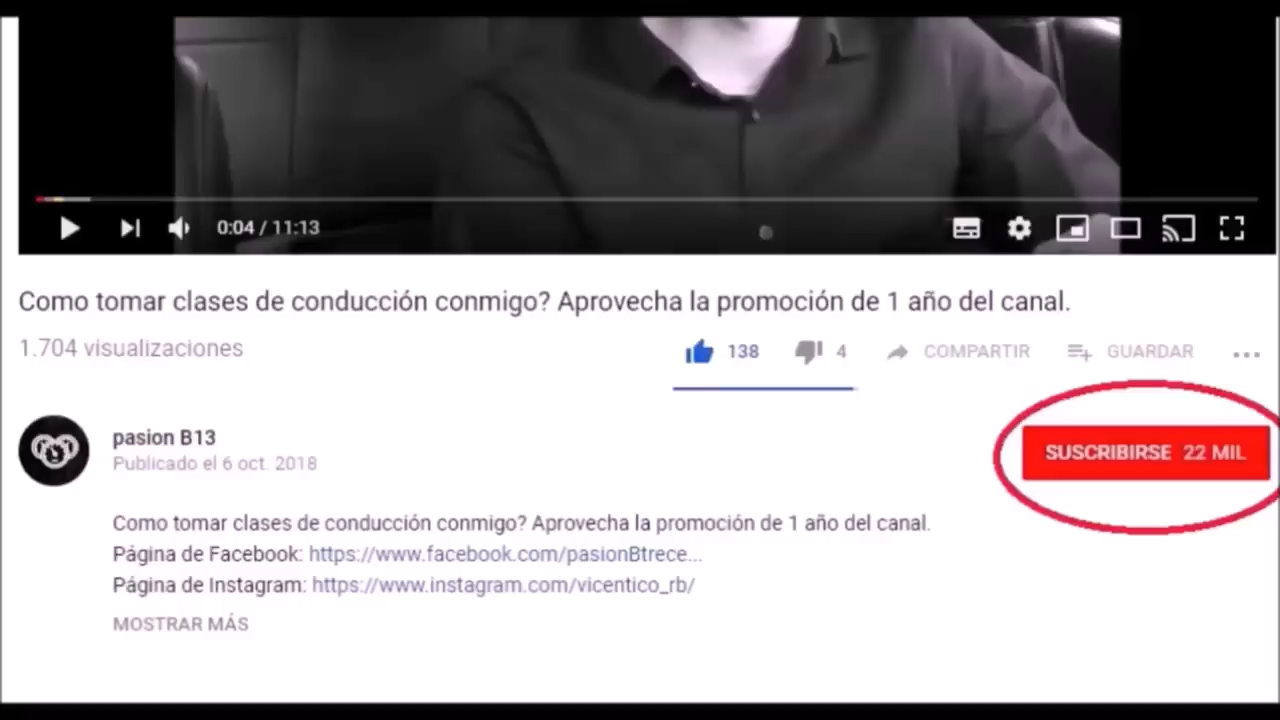 0:04 / 11:13
Como tomar clases de conducción conmigo? Aprovecha la promoción de 1 año del canal.
1.704 visualizaciones
138
4
COMPARTIR
GUARDAR
pasion B13
Publicado el 6 oct. 2018
SUSCRIBIRSE 22 MIL
Como tomar clases de conducción conmigo? Aprovecha la promoción de 1 año del canal.
Página de Facebook: https://www.facebook.com/pasionBtrece...
Página de Instagram: https://www.instagram.com/vicentico_rb/
MOSTRAR MÁS